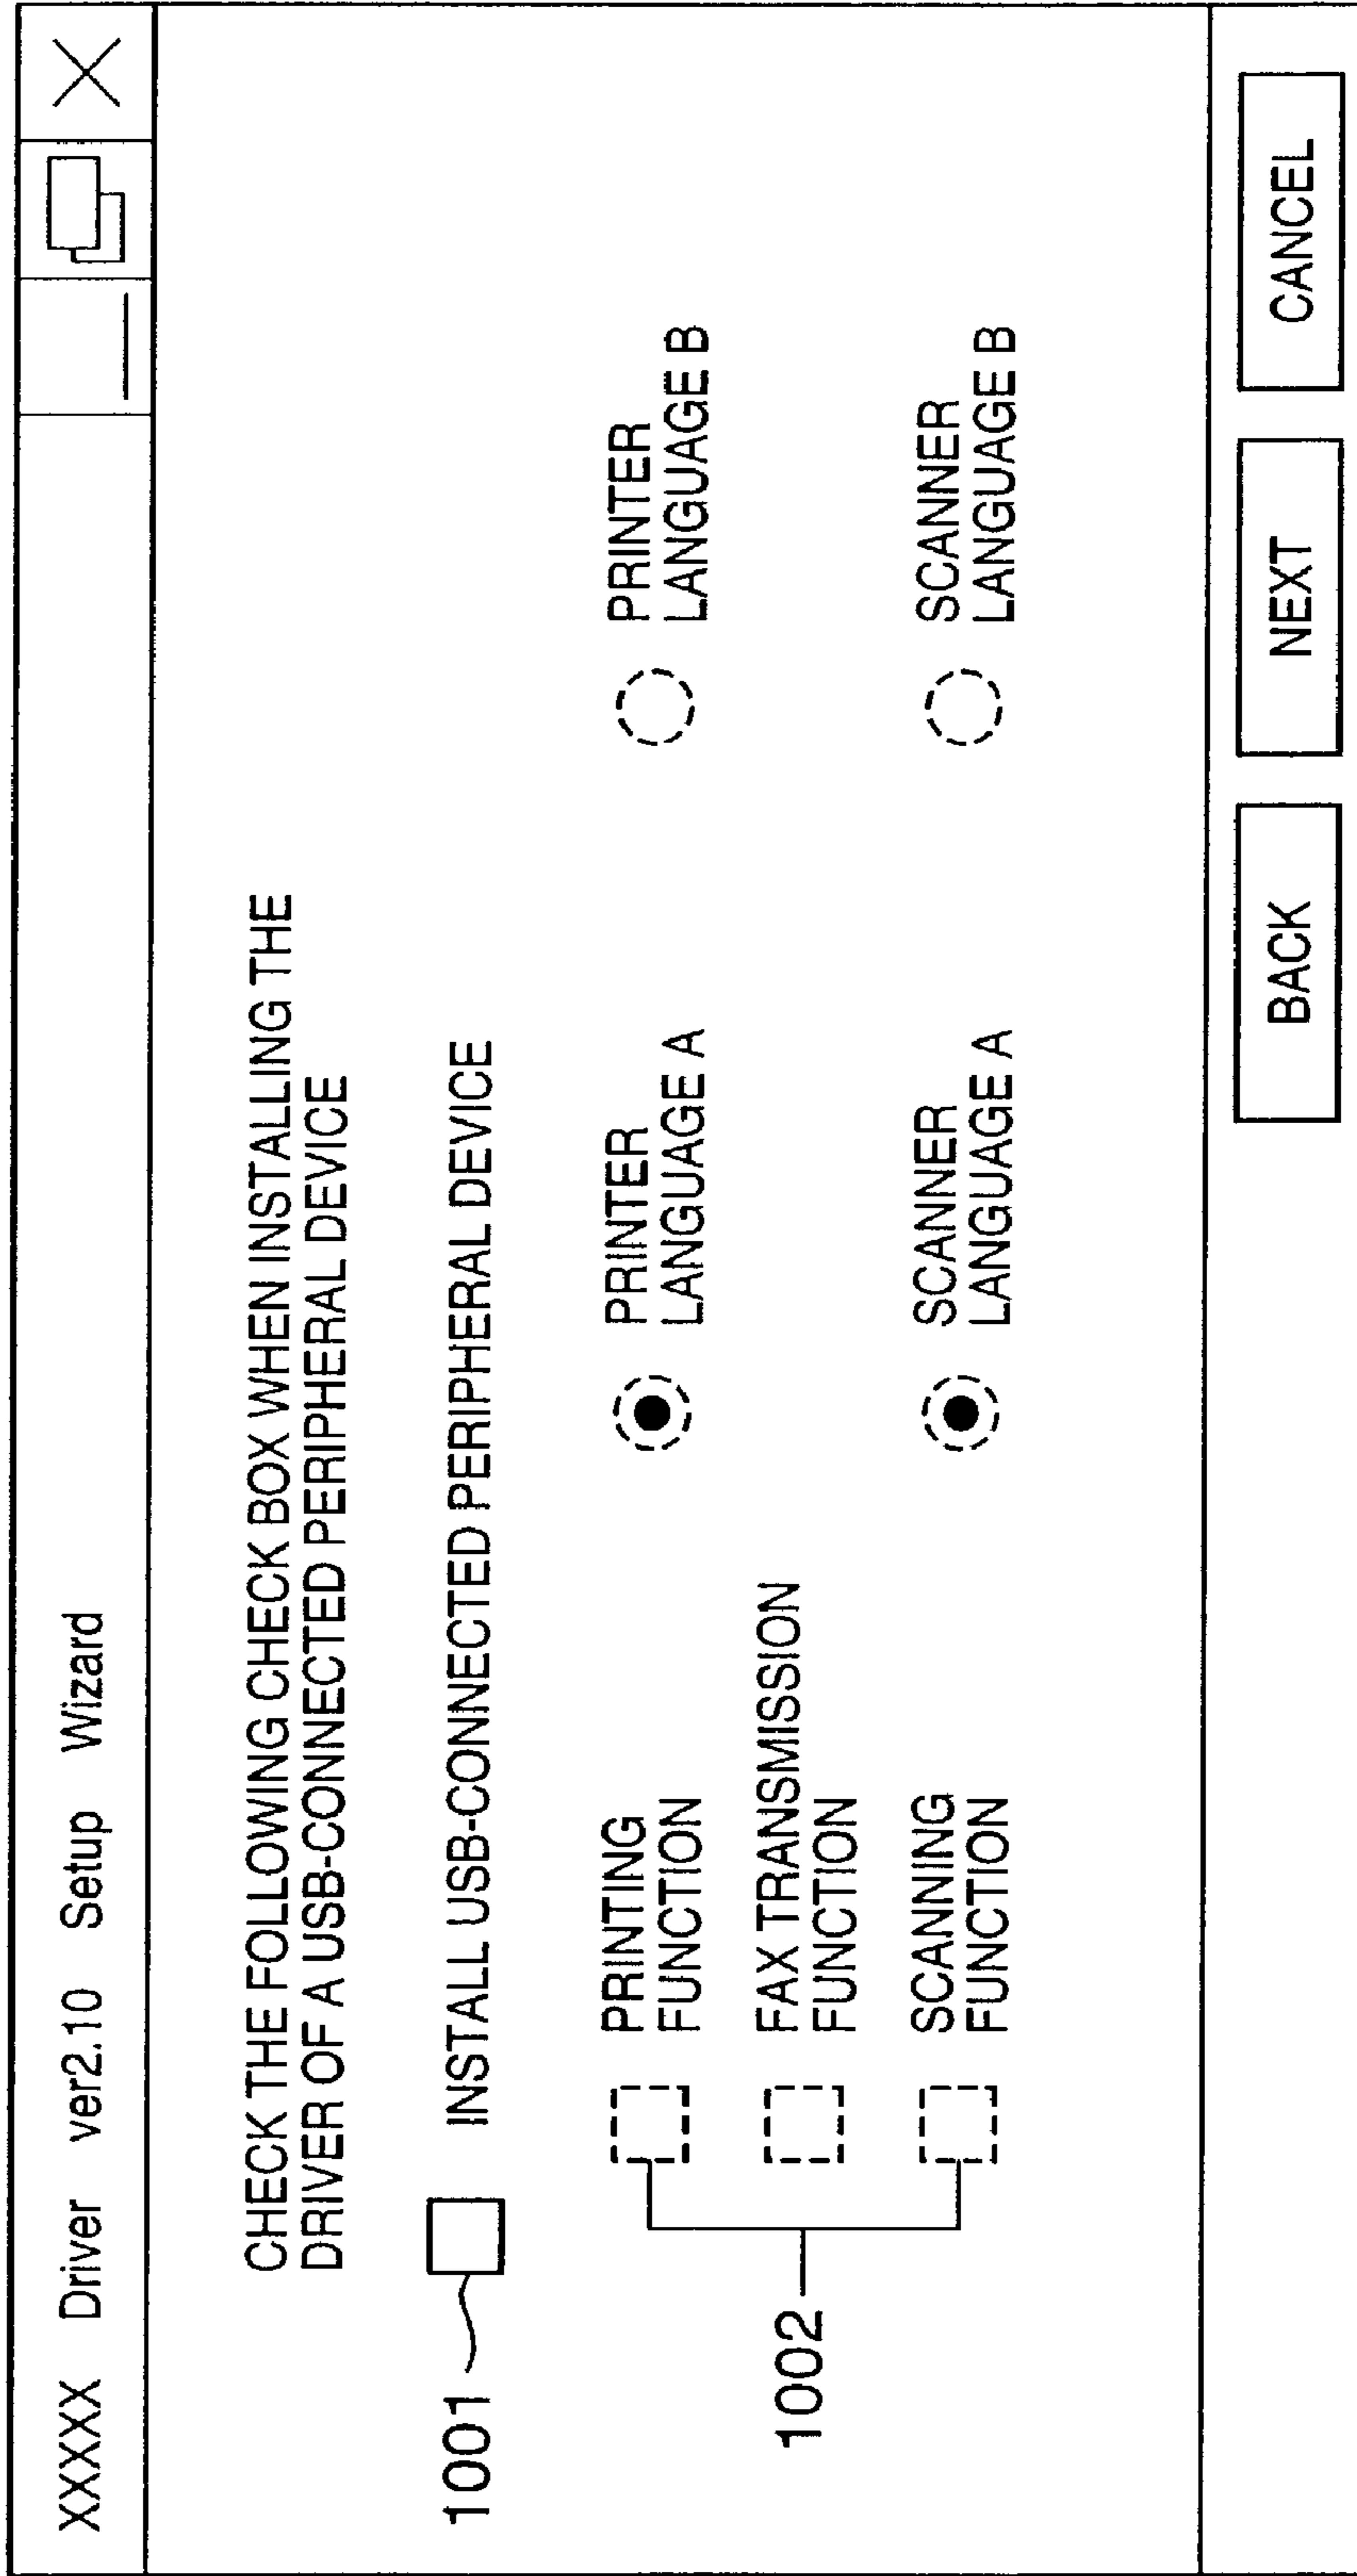 XXXXX Driver ver2.10 Setup Wizard
CHECK THE FOLLOWING CHECK BOX WHEN INSTALLING THE
DRIVER OF A USB-CONNECTED PERIPHERAL DEVICE
1001
INSTALL USB-CONNECTED PERIPHERAL DEVICE
1002
PRINTING
FUNCTION
PRINTER
LANGUAGE A
PRINTER
LANGUAGE B
FAX TRANSMISSION
FUNCTION
SCANNING
FUNCTION
SCANNER
LANGUAGE A
SCANNER
LANGUAGE B
BACK
NEXT
CANCEL